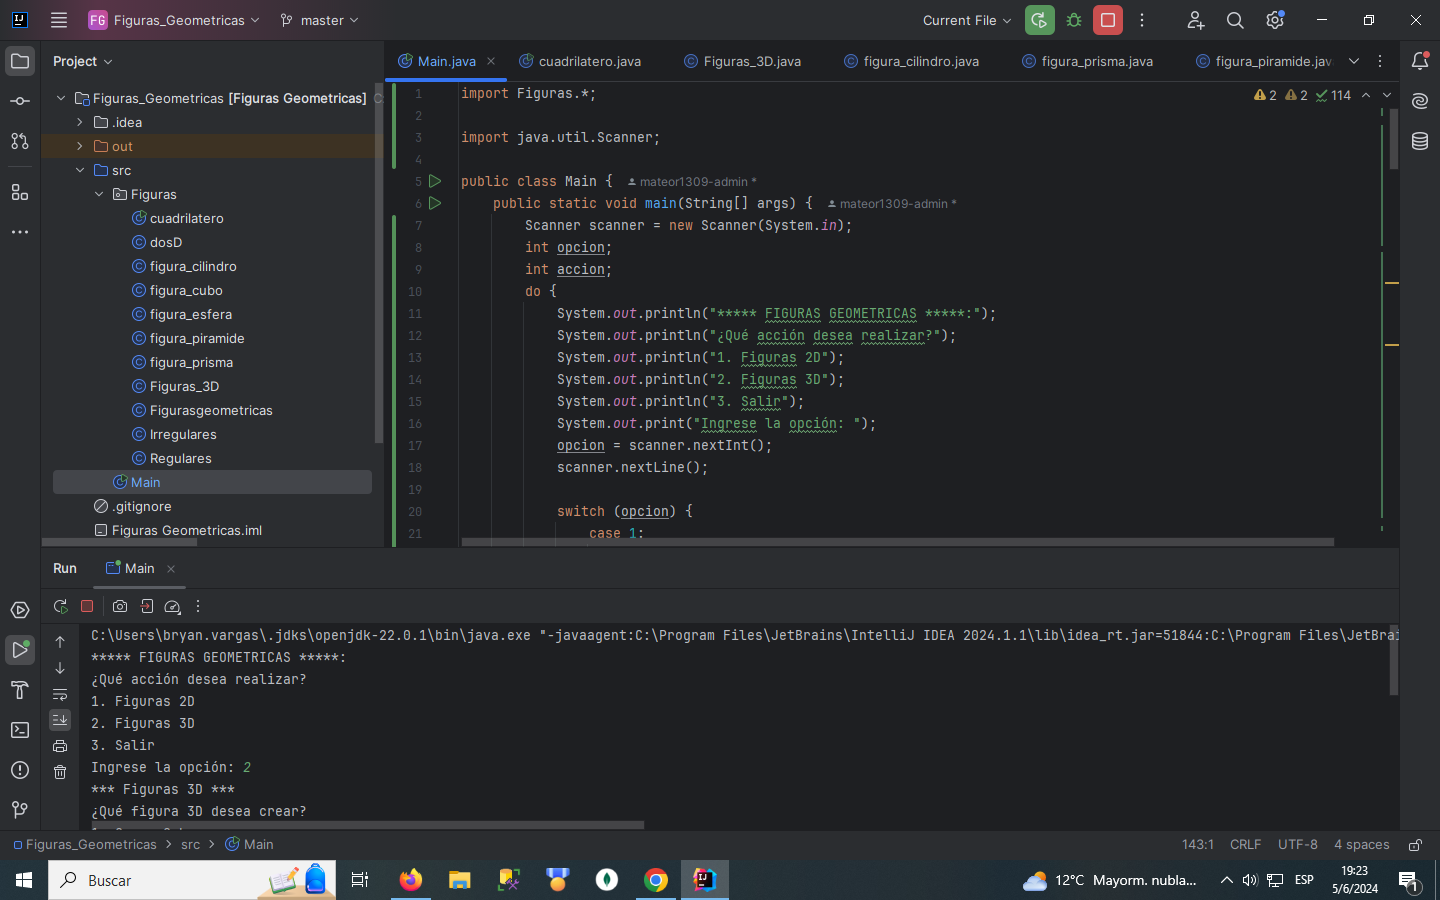 FG Figuras_Geometricas master Current File
Project
Main.java cuadrilatero.java Figuras_3D.java figura_cilindro.java figura_prisma.java figura_piramide.java
Figuras_Geometricas [Figuras Geometricas]
.idea
out
src
Figuras
cuadrilatero
dosD
figura_cilindro
figura_cubo
figura_esfera
figura_piramide
figura_prisma
Figuras_3D
Figurasgeometricas
Irregulares
Regulares
Main
.gitignore
Figuras Geometricas.iml
2 2 114
1 import Figuras.*;
2
3 import java.util.Scanner;
4
5 public class Main { mateor1309-admin *
6 public static void main(String[] args) { mateor1309-admin *
7 Scanner scanner = new Scanner(System.in);
8 int opcion;
9 int accion;
10 do {
11 System.out.println("***** FIGURAS GEOMETRICAS *****:");
12 System.out.println("¿Qué acción desea realizar?");
13 System.out.println("1. Figuras 2D");
14 System.out.println("2. Figuras 3D");
15 System.out.println("3. Salir");
16 System.out.print("Ingrese la opción: ");
17 opcion = scanner.nextInt();
18 scanner.nextLine();
19
20 switch (opcion) {
21 case 1:
Run Main
C:\Users\bryan.vargas\.jdks\openjdk-22.0.1\bin\java.exe "-javaagent:C:\Program Files\JetBrains\IntelliJ IDEA 2024.1.1\lib\idea_rt.jar=51844:C:\Program Files\JetBrai
***** FIGURAS GEOMETRICAS *****:
¿Qué acción desea realizar?
1. Figuras 2D
2. Figuras 3D
3. Salir
Ingrese la opción: 2
*** Figuras 3D ***
¿Qué figura 3D desea crear?
Figuras_Geometricas > src > Main 143:1 CRLF UTF-8 4 spaces
Buscar 12°C Mayorm. nubla... ESP 19:23
5/6/2024 1